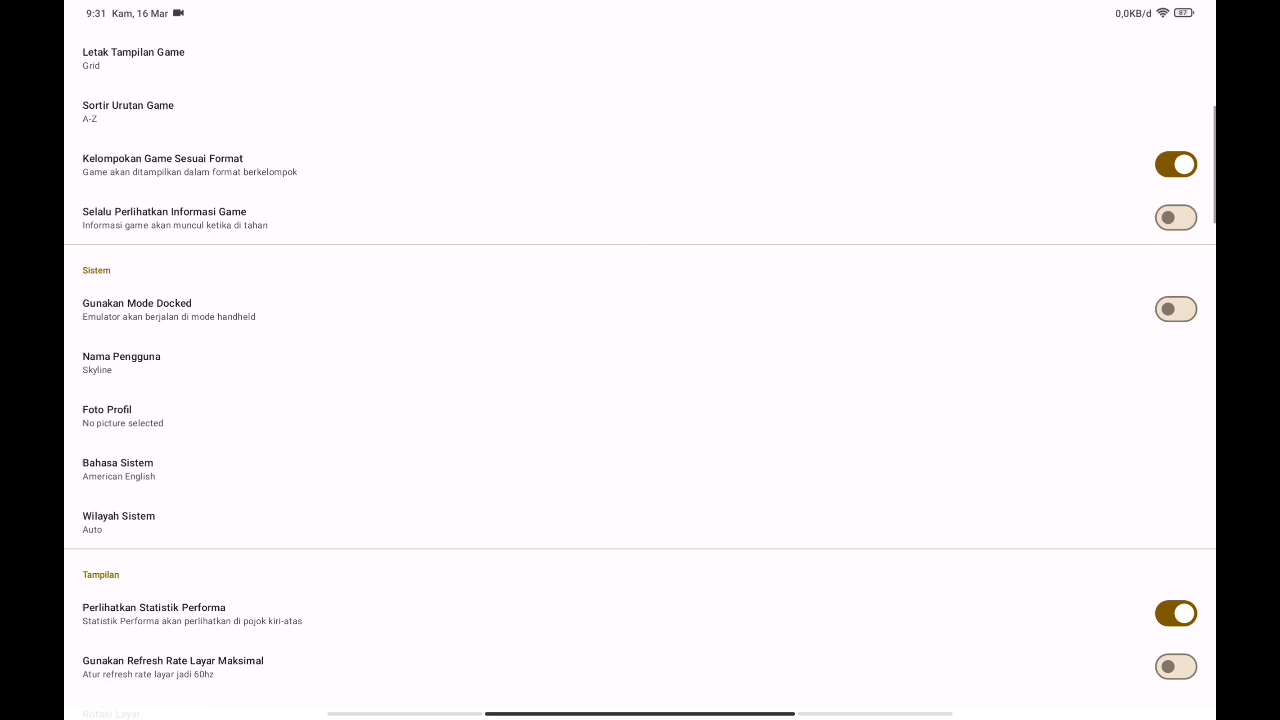 9:31 Kam, 16 Mar
0,0KB/d
87
Letak Tampilan Game
Grid
Sortir Urutan Game
A-Z
Kelompokan Game Sesuai Format
Game akan ditampilkan dalam format berkelompok
Selalu Perlihatkan Informasi Game
Informasi game akan muncul ketika di tahan
Sistem
Gunakan Mode Docked
Emulator akan berjalan di mode handheld
Nama Pengguna
Skyline
Foto Profil
No picture selected
Bahasa Sistem
American English
Wilayah Sistem
Auto
Tampilan
Perlihatkan Statistik Performa
Statistik Performa akan perlihatkan di pojok kiri-atas
Gunakan Refresh Rate Layar Maksimal
Atur refresh rate layar jadi 60hz
Rotasi Layar